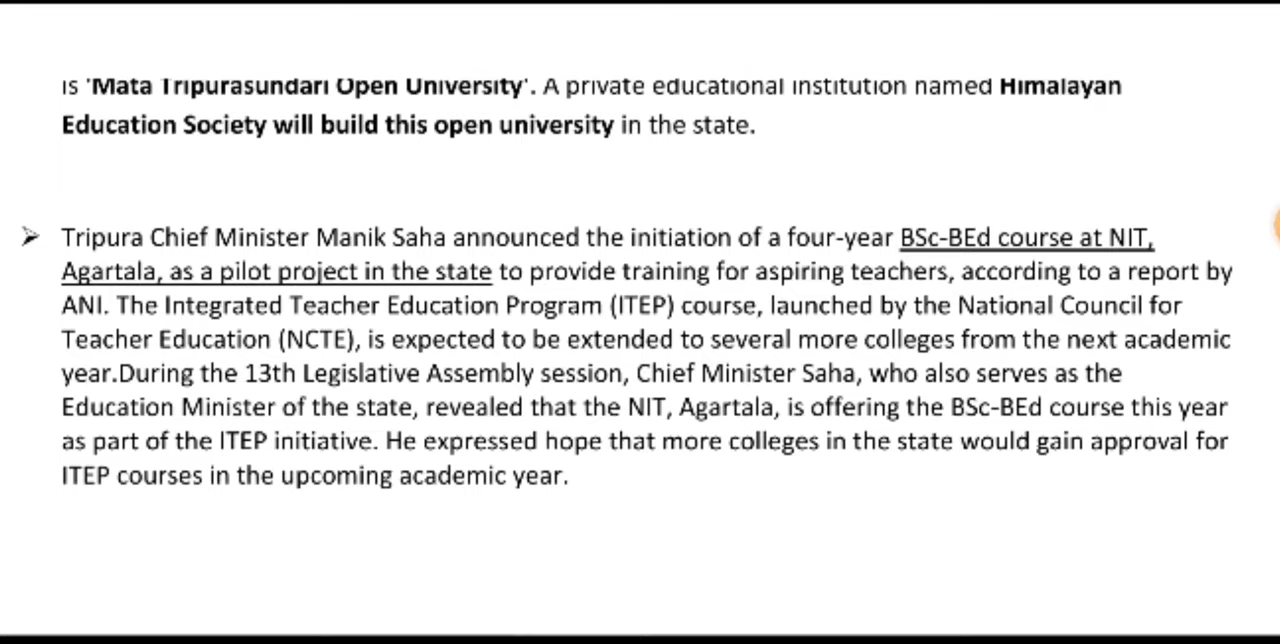 is 'Mata Tripurasundari Open University'. A private educational institution named Himalayan
Education Society will build this open university in the state.
➢ Tripura Chief Minister Manik Saha announced the initiation of a four-year BSc-BEd course at NIT,
Agartala, as a pilot project in the state to provide training for aspiring teachers, according to a report by
ANI. The Integrated Teacher Education Program (ITEP) course, launched by the National Council for
Teacher Education (NCTE), is expected to be extended to several more colleges from the next academic
year.During the 13th Legislative Assembly session, Chief Minister Saha, who also serves as the
Education Minister of the state, revealed that the NIT, Agartala, is offering the BSc-BEd course this year
as part of the ITEP initiative. He expressed hope that more colleges in the state would gain approval for
ITEP courses in the upcoming academic year.